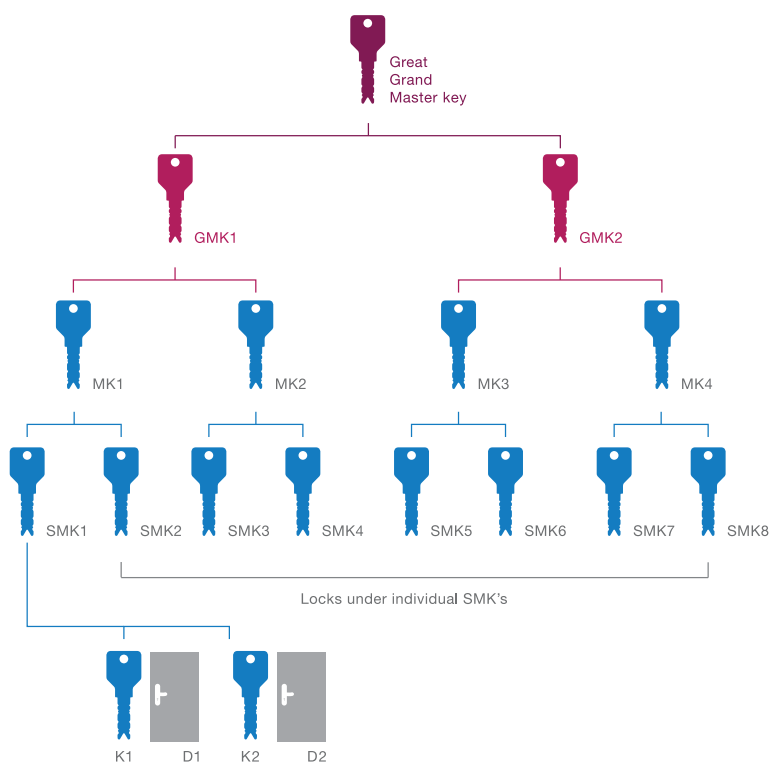 Great
Grand
Master key
GMK1
GMK2
MK1
MK2
MK3
MK4
SMK1
SMK2
SMK3
SMK4
SMK5
SMK6
SMK7
SMK8
Locks under individual SMK's
K1
D1
K2
D2